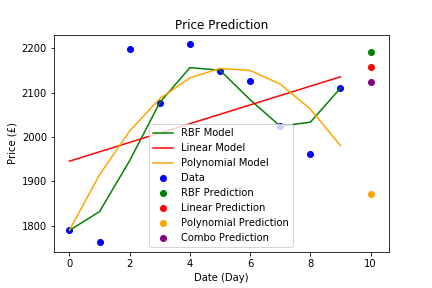 Price Prediction
Price (£)
2200
2100
2000
1900
1800
RBF Model
Linear Model
Polynomial Model
Data
RBF Prediction
Linear Prediction
Polynomial Prediction
Combo Prediction
0
2
4
6
8
10
Date (Day)